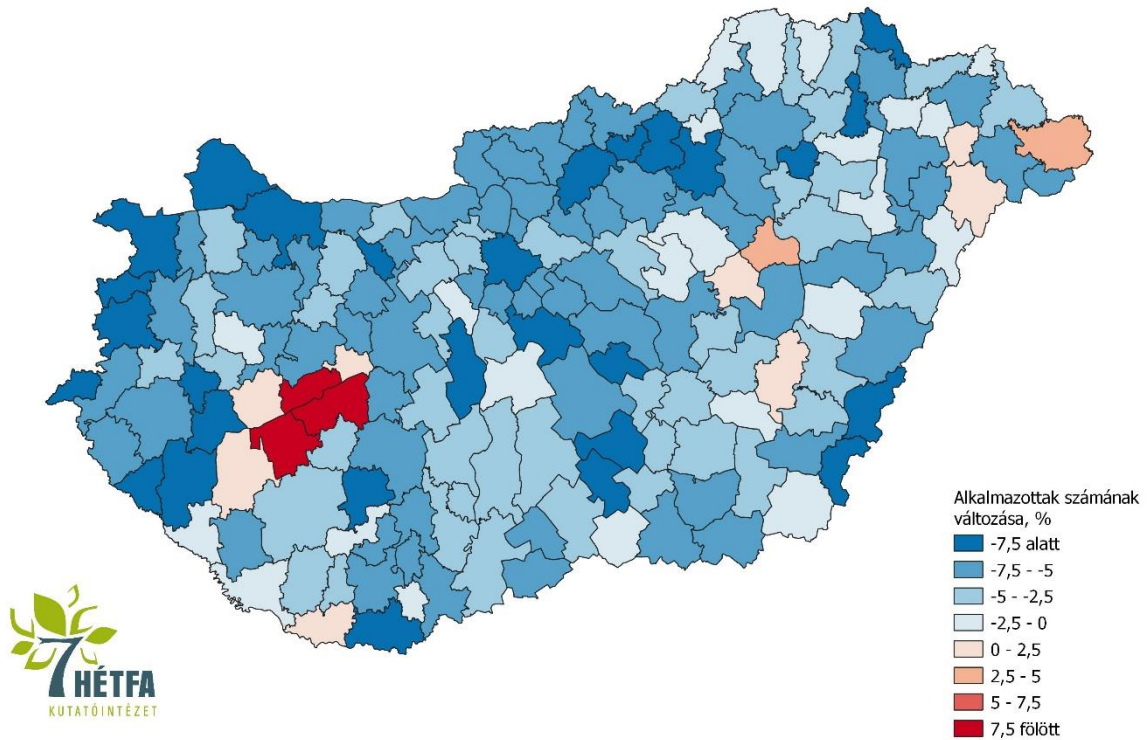 Alkalmazottak számának
változása, %
-7,5 alatt
-7,5 - -5
-5 - -2,5
-2,5 - 0
0 - 2,5
2,5 - 5
5 - 7,5
7,5 fölött
7 HÉTFA
KUTATÓINTÉZET